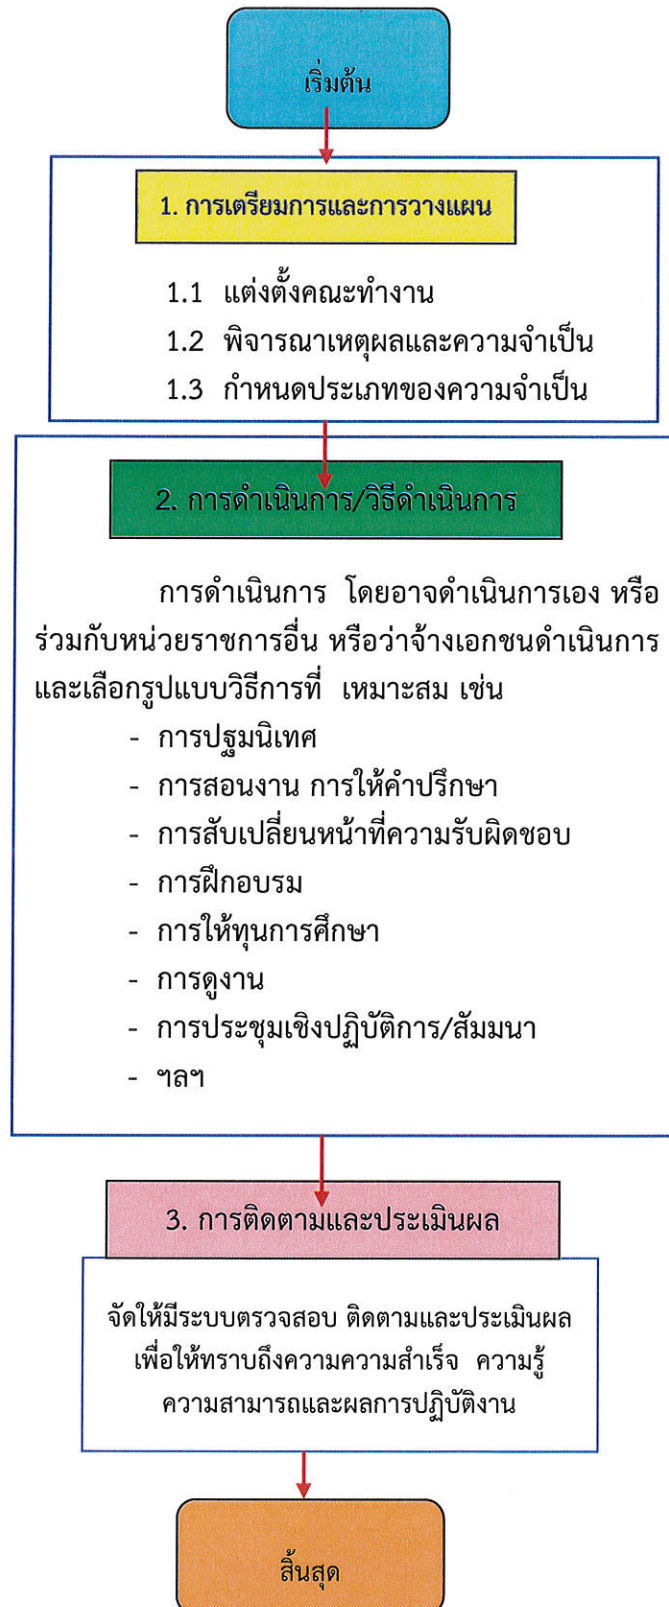 เริ่มต้น
1. การเตรียมการและการวางแผน
1.1 แต่งตั้งคณะทำงาน
1.2 พิจารณาเหตุผลและความจำเป็น
1.3 กำหนดประเภทของความจำเป็น
2. การดำเนินการ/วิธีดำเนินการ
การดำเนินการ โดยอาจดำเนินการเอง หรือ
ร่วมกับหน่วยราชการอื่น หรือว่าจ้างเอกชนดำเนินการ
และเลือกรูปแบบวิธีการที่ เหมาะสม เช่น
- การปฐมนิเทศ
- การสอนงาน การให้คำปรึกษา
- การสับเปลี่ยนหน้าที่ความรับผิดชอบ
- การฝึกอบรม
- การให้ทุนการศึกษา
- การดูงาน
- การประชุมเชิงปฏิบัติการ/สัมมนา
- ฯลฯ
3. การติดตามและประเมินผล
จัดให้มีระบบตรวจสอบ ติดตามและประเมินผล
เพื่อให้ทราบถึงความความสำเร็จ ความรู้
ความสามารถและผลการปฏิบัติงาน
สิ้นสุด